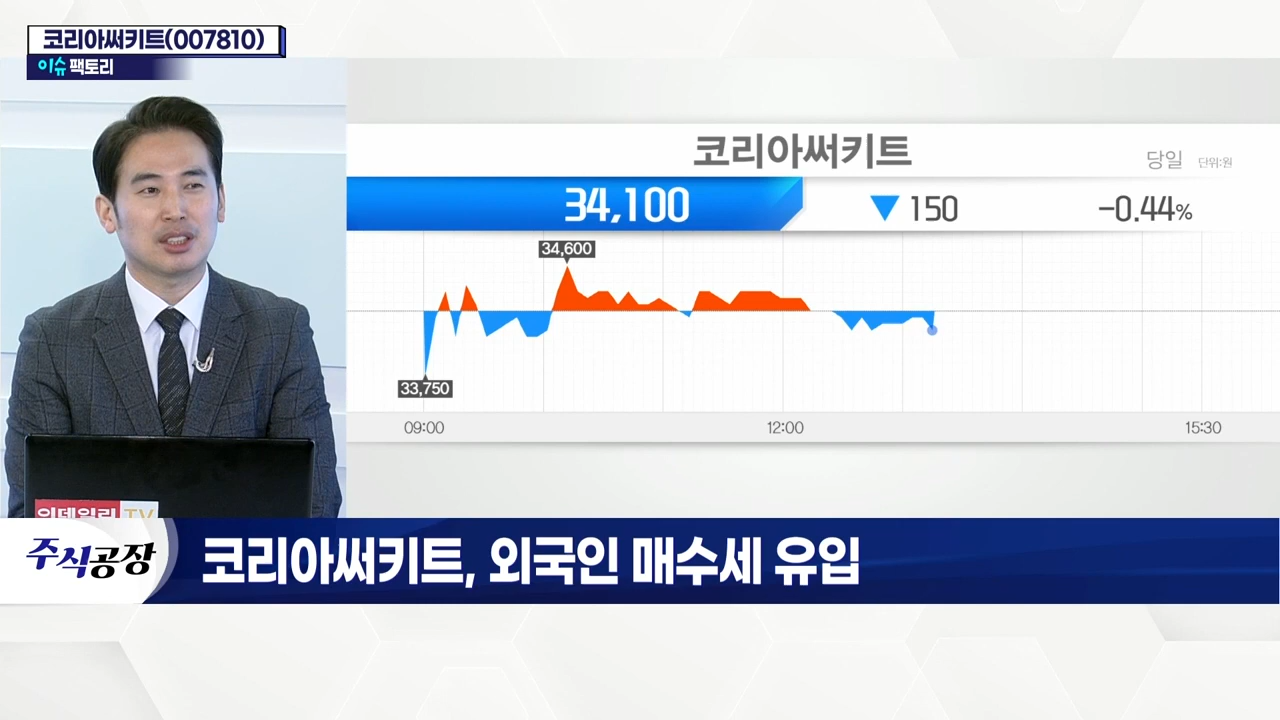 코리아써키트(007810)
이슈 팩토리
코리아써키트
당일 단위:원
34,100 ▼150 -0.44%
34,600
33,750
09:00 12:00 15:30
이데일리 TV
주식공장
코리아써키트, 외국인 매수세 유입